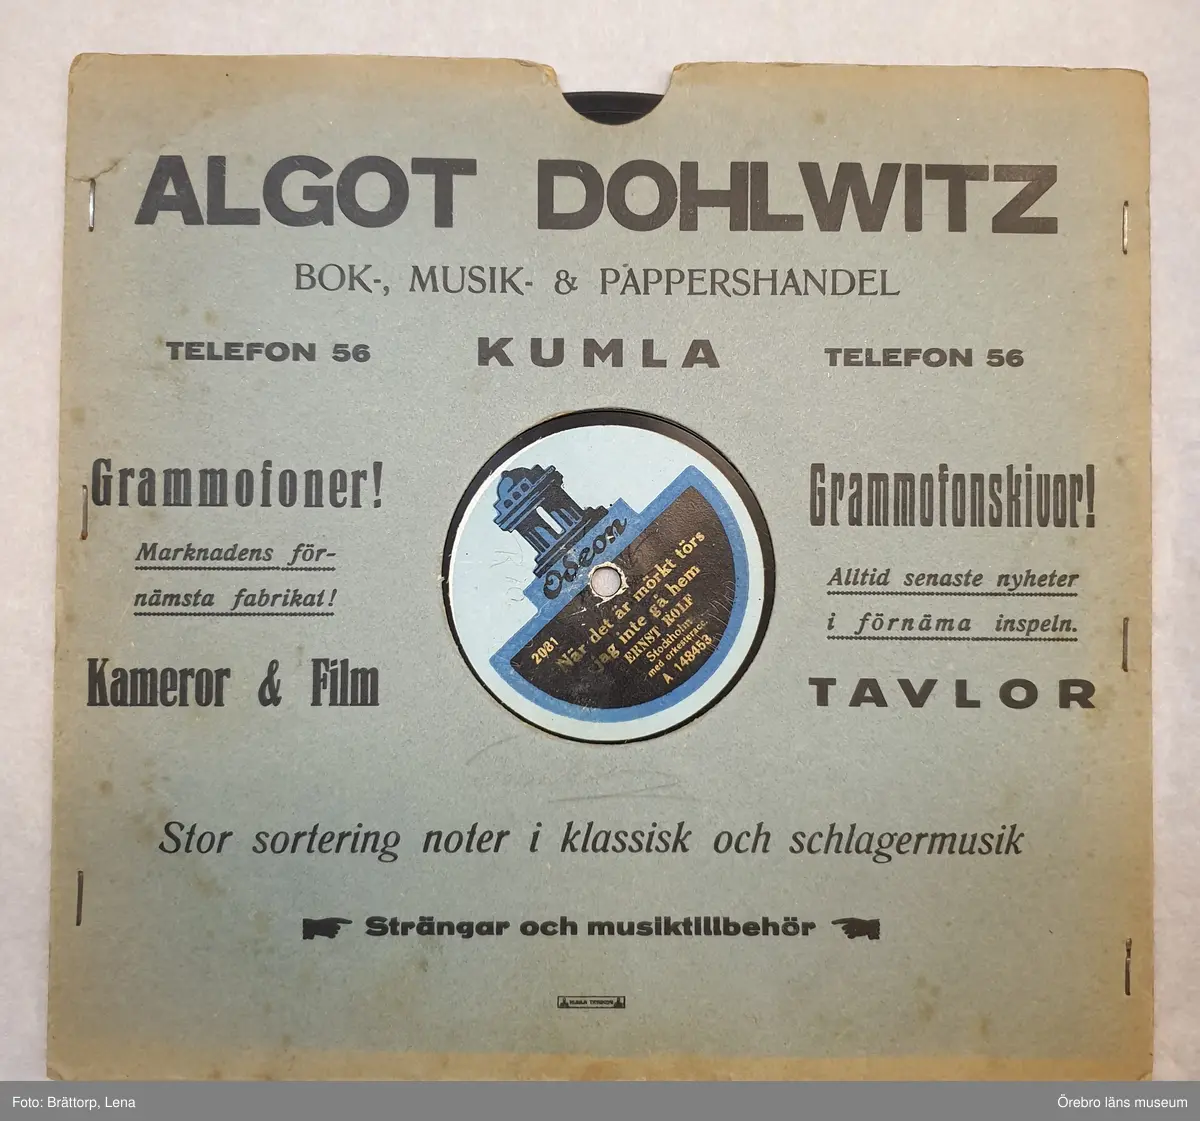 ALGOT DOHLWITZ
BOK-, MUSIK- & PAPPERSHANDEL
TELEFON 56 KUMLA TELEFON 56
Grammofoner!
Marknadens för-
nämsta fabrikat!
Kameror & Film
Grammofonskivor!
Alltid senaste nyheter
i förnäma inspeln.
TAVLOR
Odeon
2081
När det är mörkt törs
jag inte gå hem
ERNST ROLF
Stockholm
med orkesteracc.
A 148453
Stor sortering noter i klassisk och schlagermusik
Strängar och musiktillbehör
Foto: Brättorp, Lena
Örebro läns museum